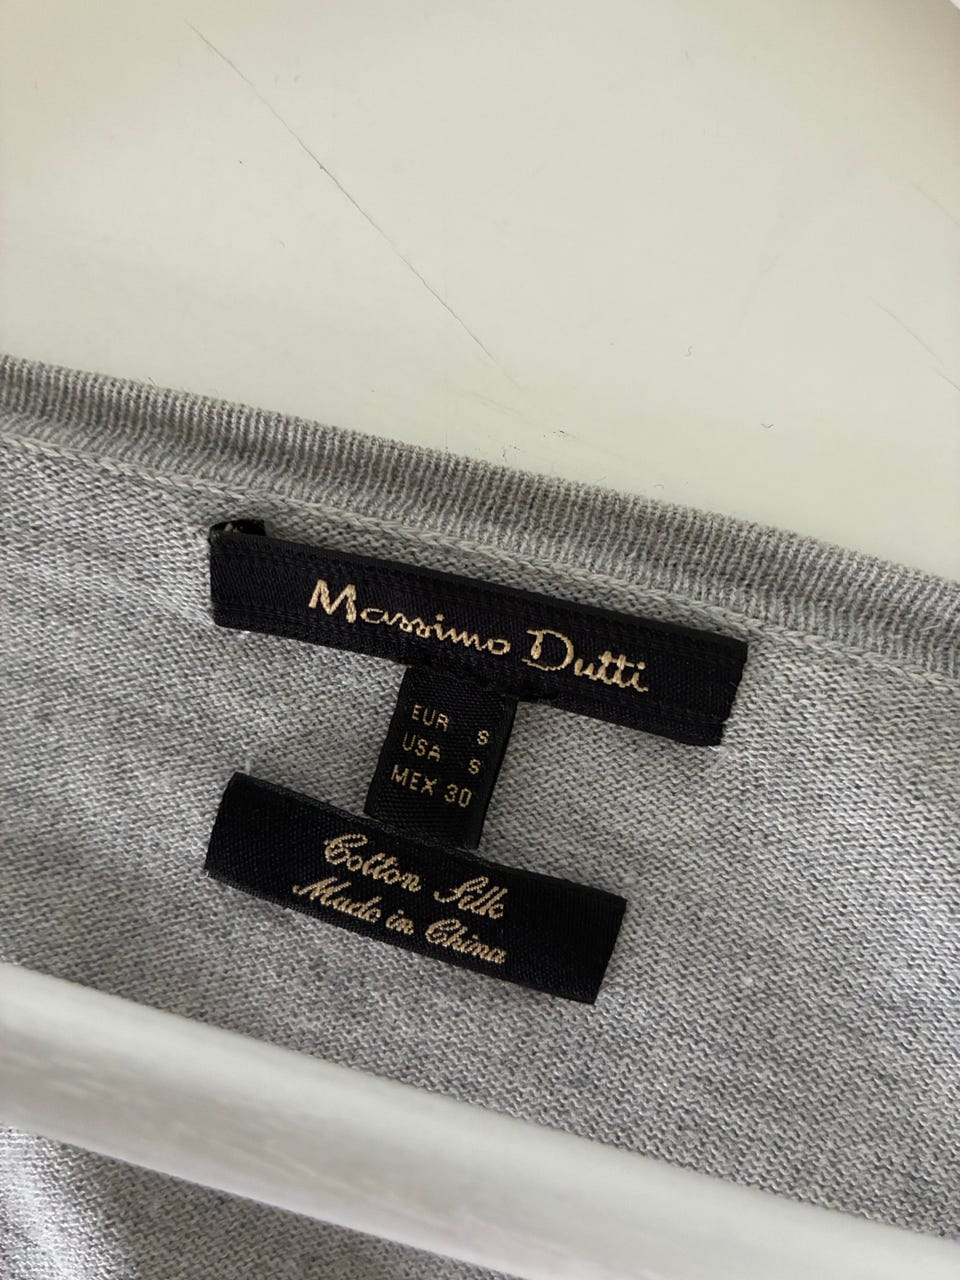 Massimo Dutti
EUR S
USA S
MEX 30
Cotton Silk
Made in China